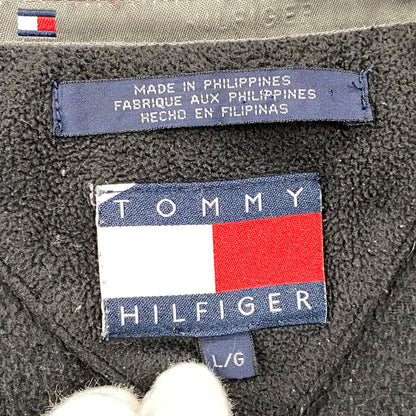 MADE IN PHILIPPINES
FABRIQUE AUX PHILIPPINES
HECHO EN FILIPINAS
TOMMY
HILFIGER
L/G